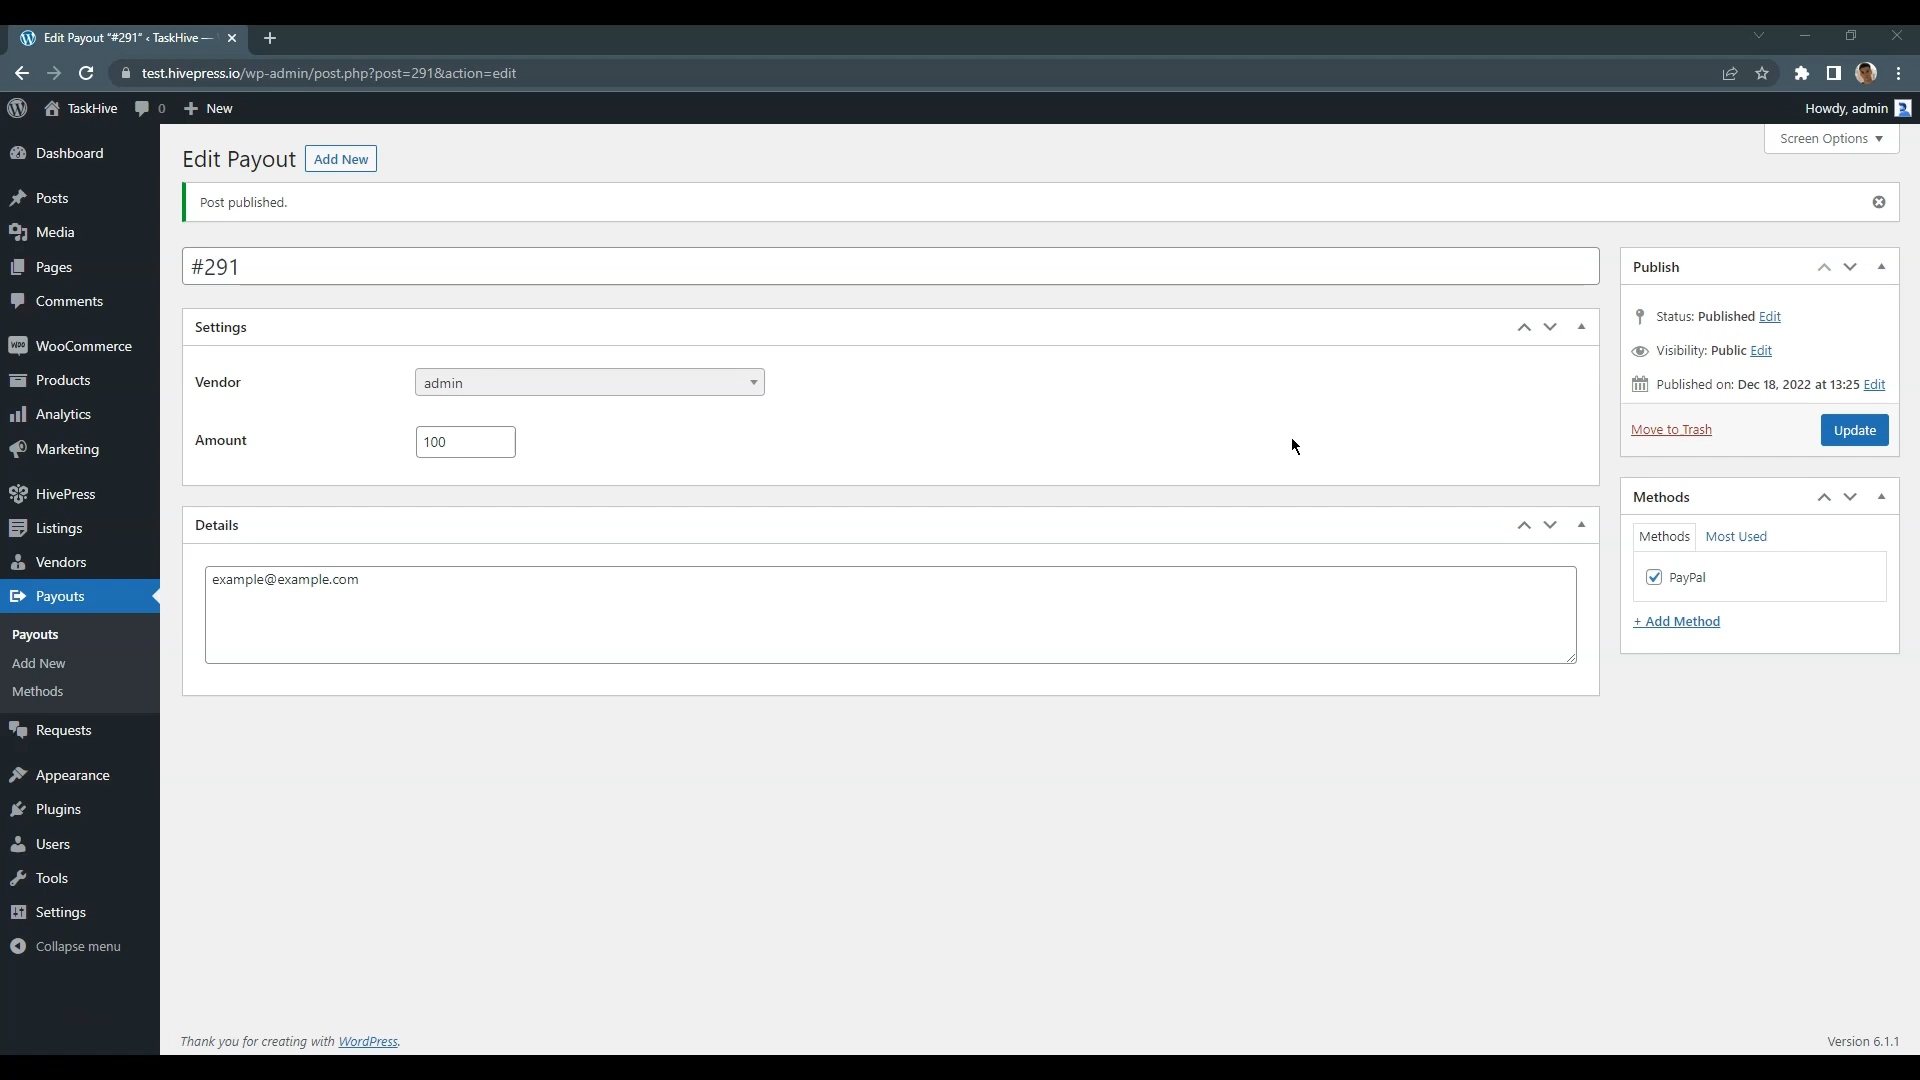 Edit Payout "#291" ‹ TaskHive —
test.hivepress.io/wp-admin/post.php?post=291&action=edit
TaskHive 0 New
Howdy, admin
Screen Options
Dashboard
Posts
Media
Pages
Comments
WooCommerce
Products
Analytics
Marketing
HivePress
Listings
Vendors
Payouts
Payouts
Add New
Methods
Requests
Appearance
Plugins
Users
Tools
Settings
Collapse menu
Edit Payout Add New
Post published.
#291
Settings
Vendor admin
Amount 100
Details
example@example.com
Publish
Status: Published Edit
Visibility: Public Edit
Published on: Dec 18, 2022 at 13:25 Edit
Move to Trash Update
Methods
Methods Most Used
PayPal
+ Add Method
Thank you for creating with WordPress.
Version 6.1.1